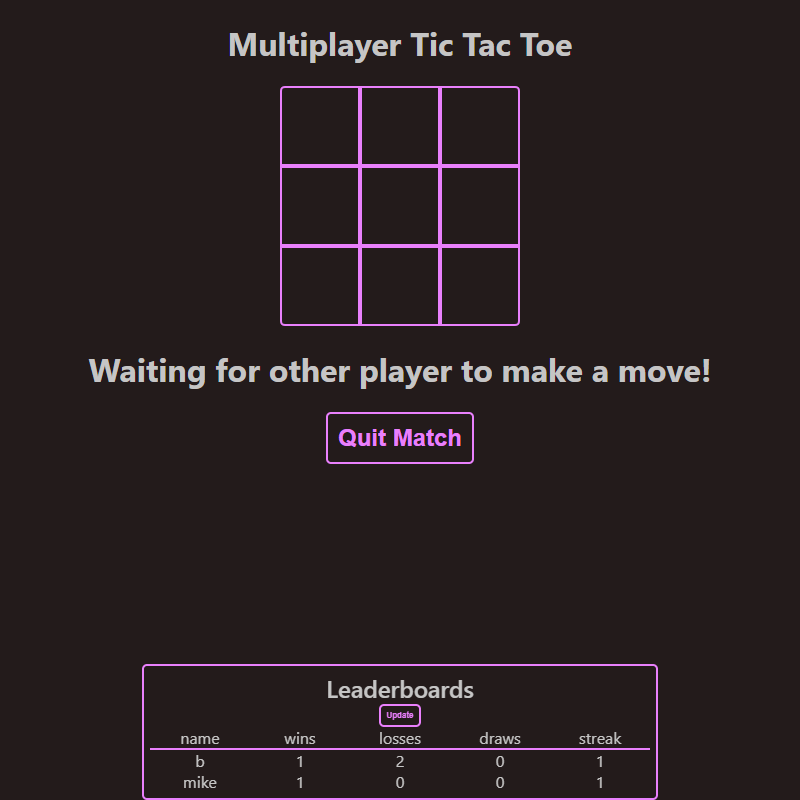 Multiplayer Tic Tac Toe
Waiting for other player to make a move!
Quit Match
Leaderboards
Update
name wins losses draws streak
b 1 2 0 1
mike 1 0 0 1